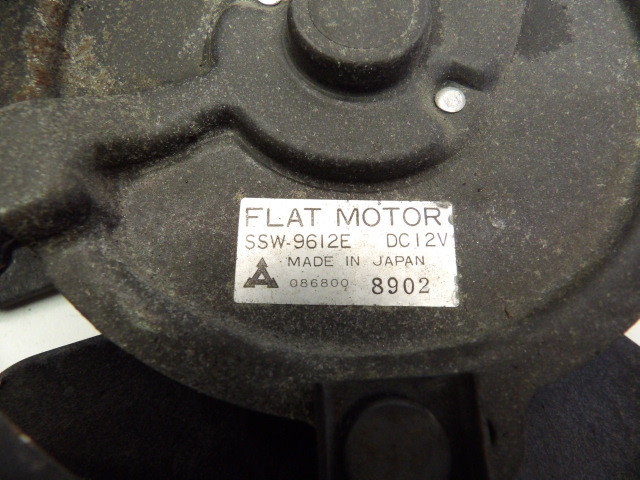 FLAT MOTOR
SSW-9612E DC12V
MADE IN JAPAN
086800 8902